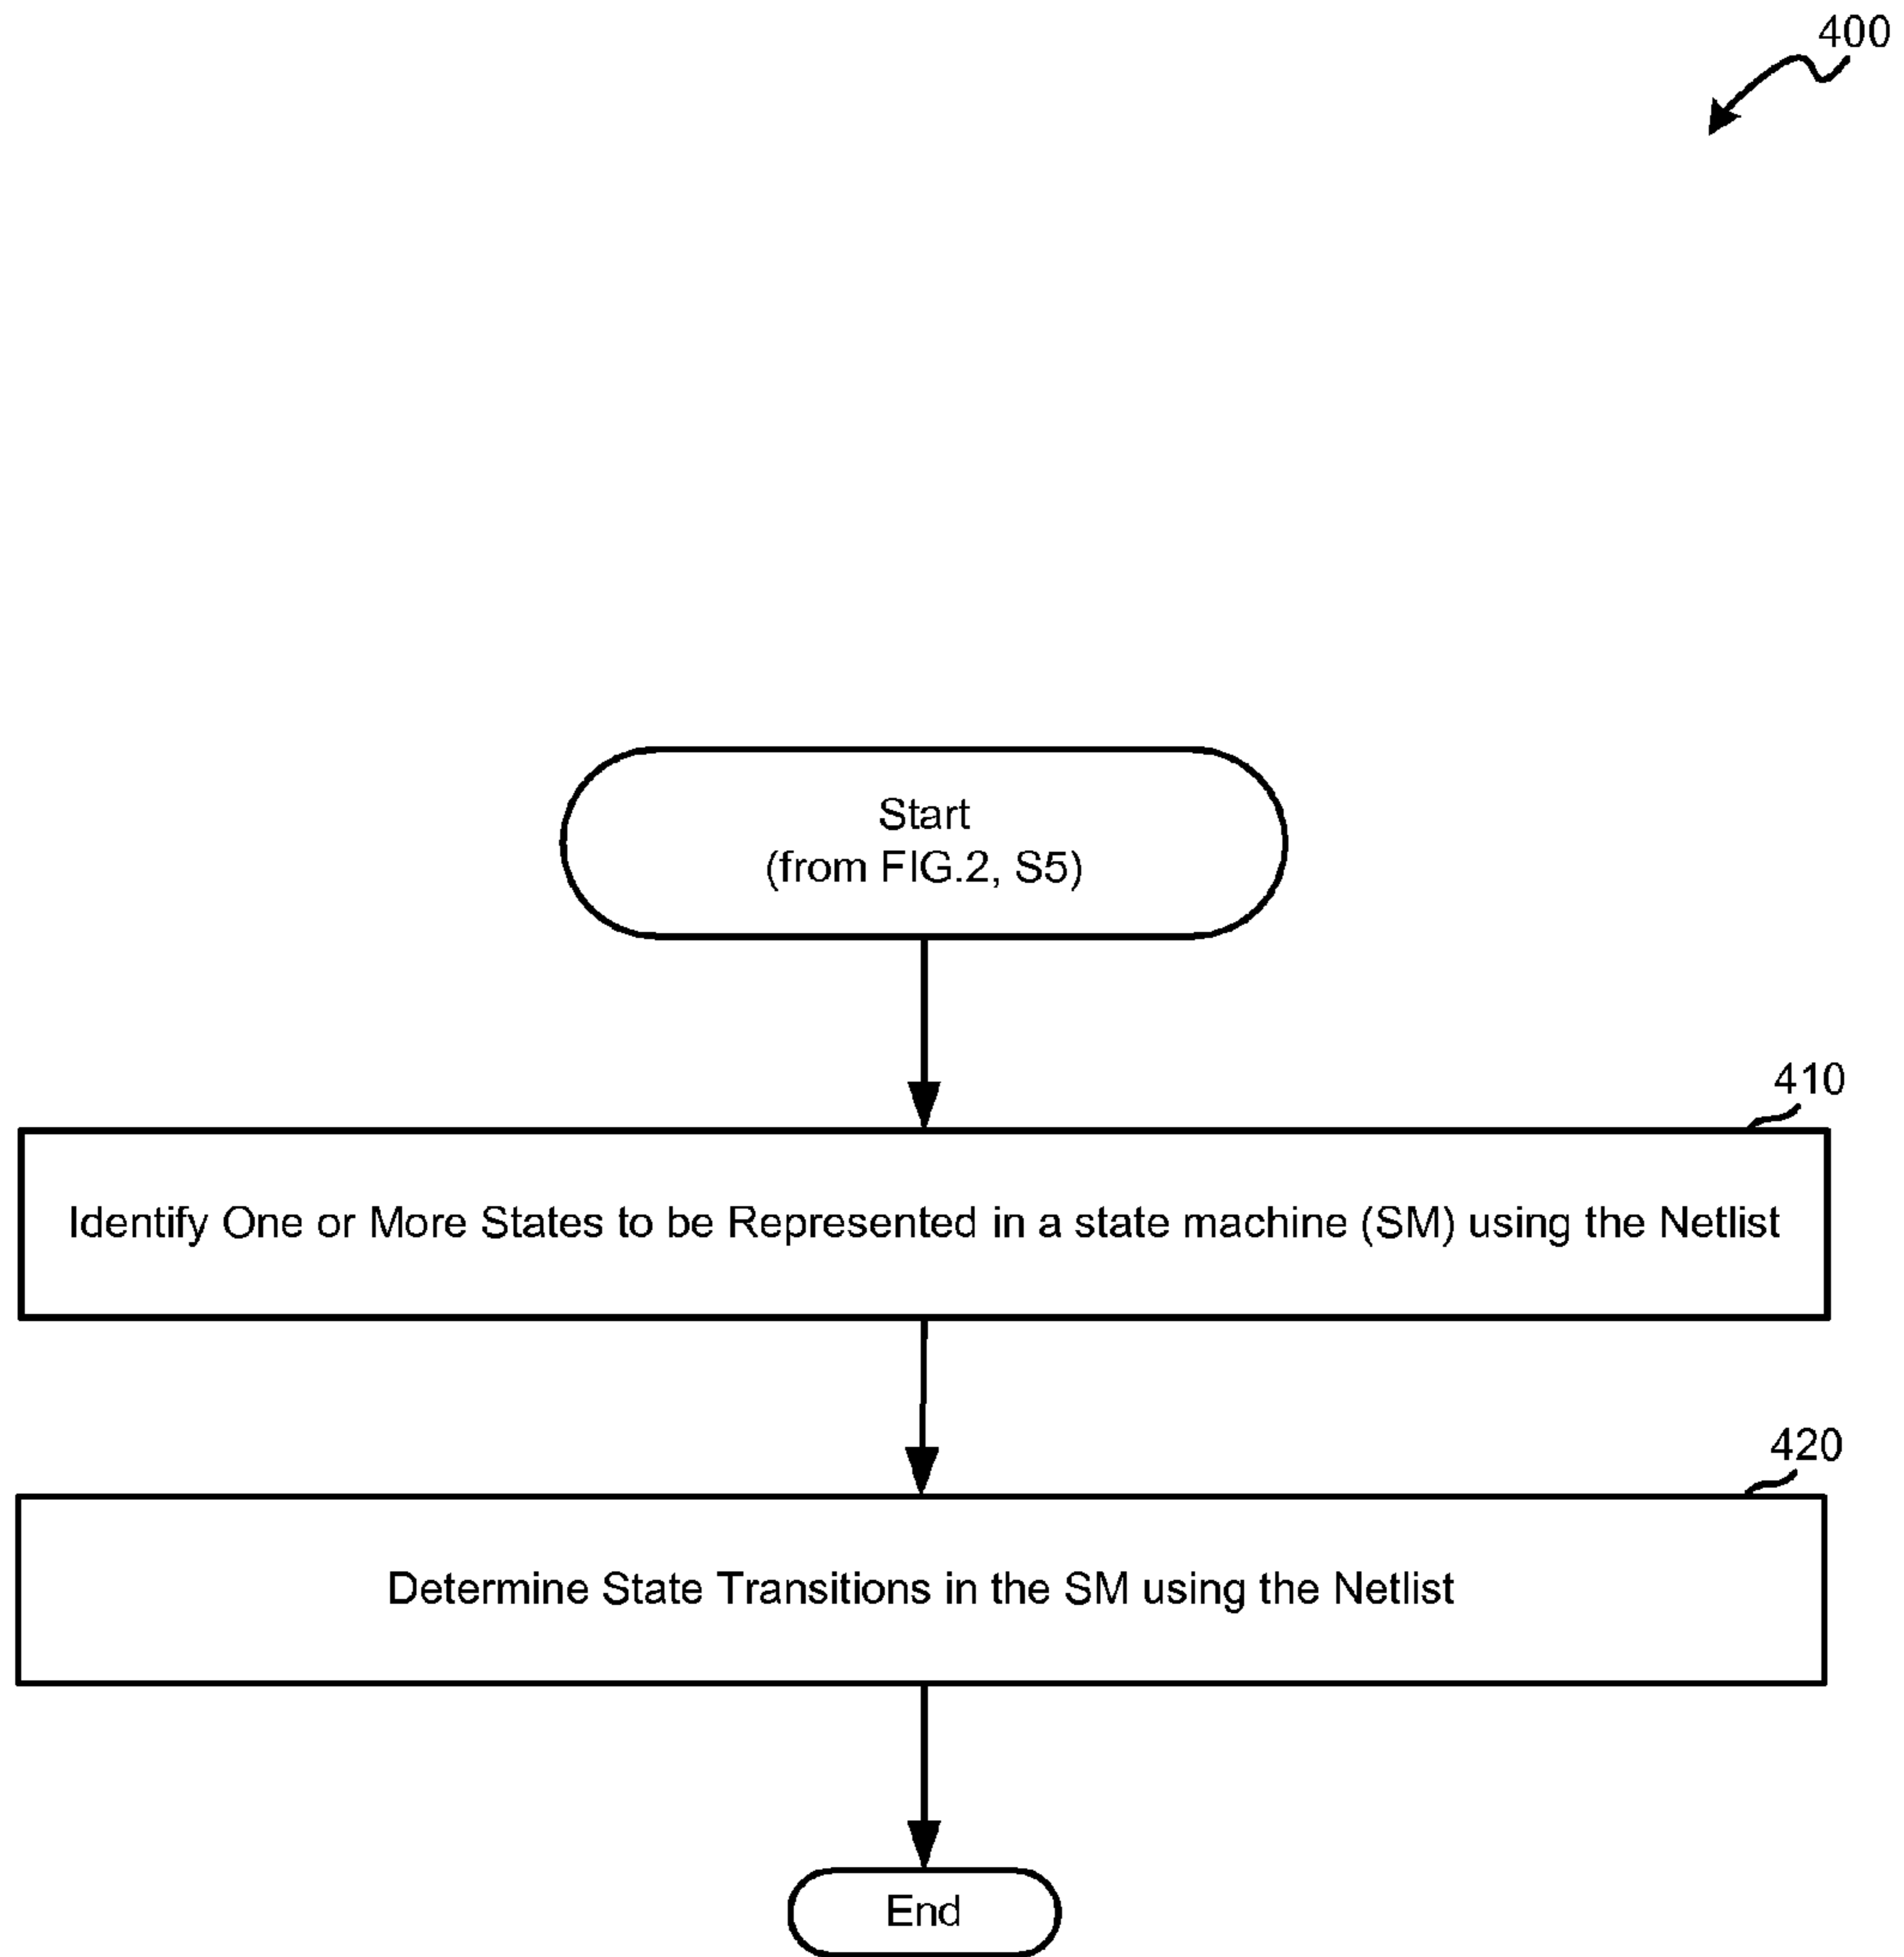 400
Start
(from FIG.2, S5)
410
Identify One or More States to be Represented in a state machine (SM) using the Netlist
420
Determine State Transitions in the SM using the Netlist
End